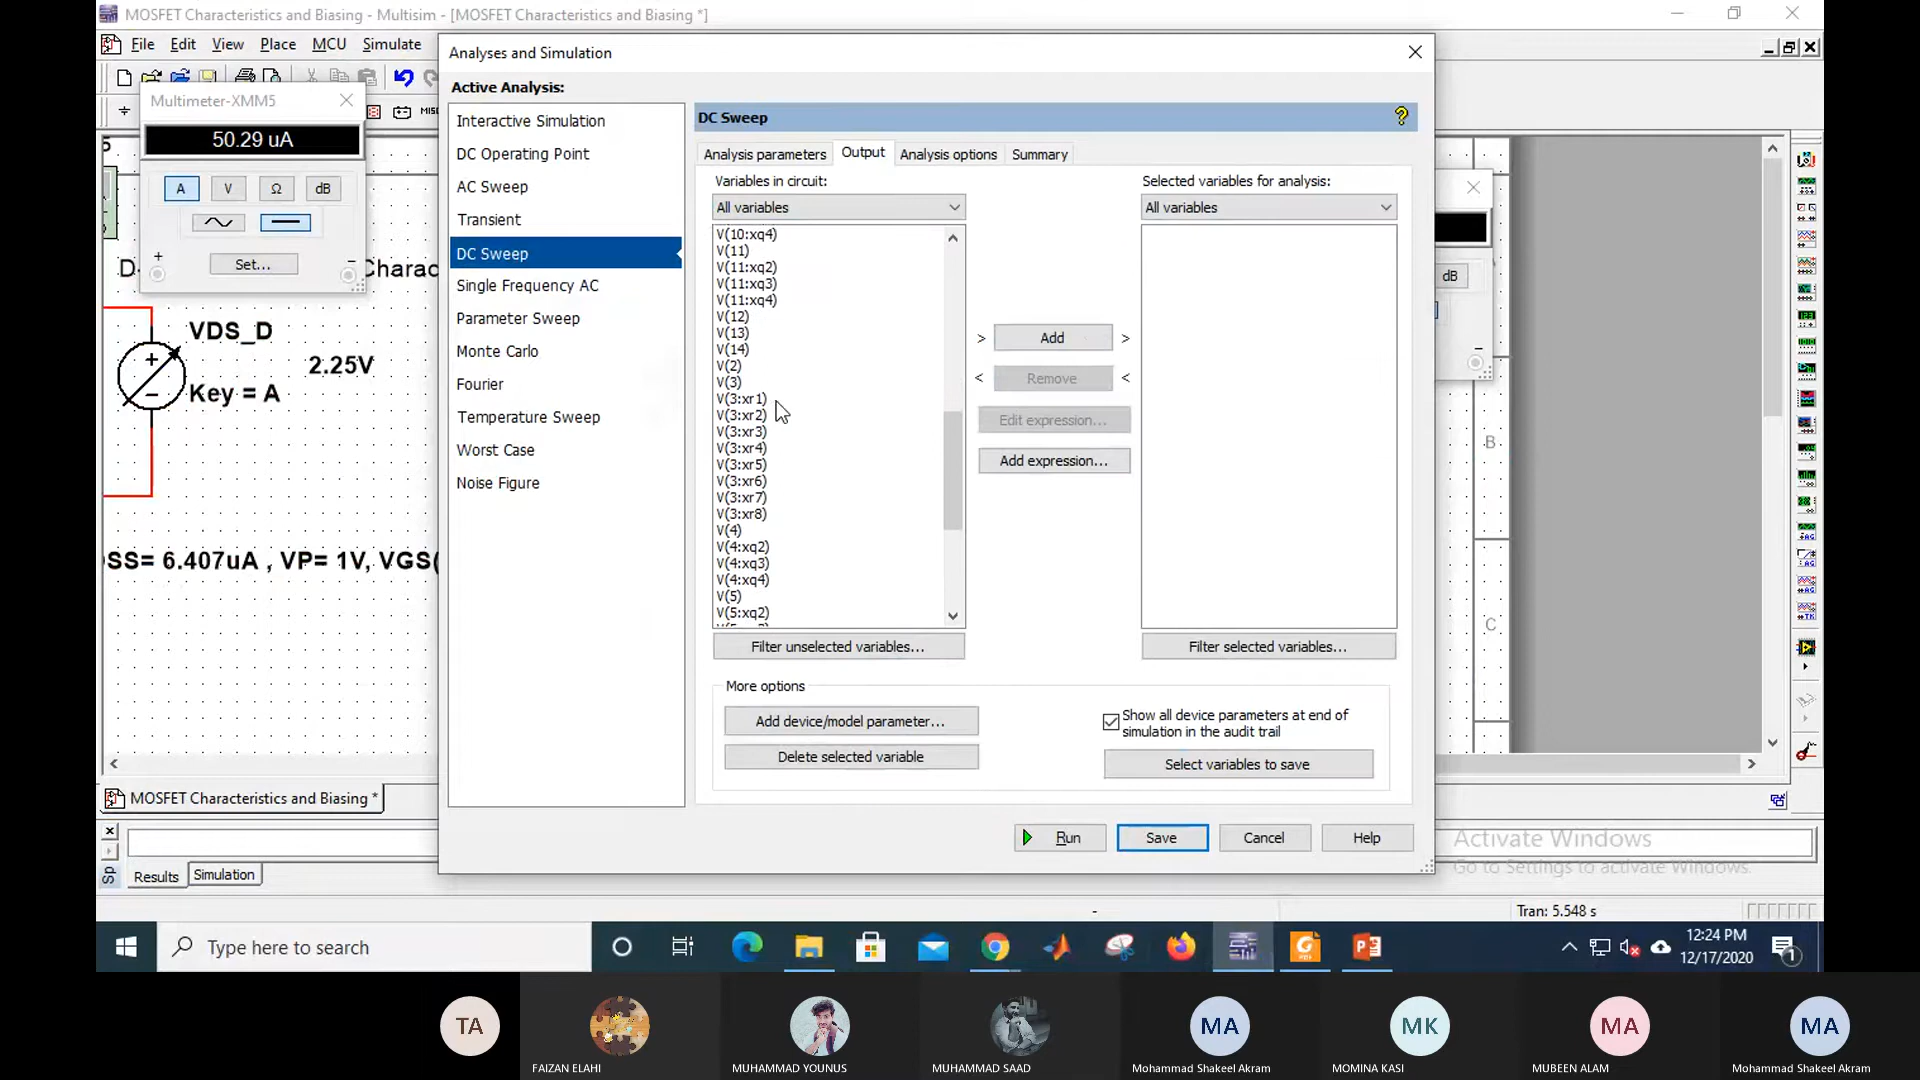 MOSFET Characteristics and Biasing - Multisim - [MOSFET Characteristics and Biasing *]
File Edit View Place MCU Simulate
Analyses and Simulation
Active Analysis:
Multimeter-XMM5
50.29 uA
A V Ω dB
+ Set... -
VDS_D
2.25V
Key = A
SS= 6.407uA , VP= 1V, VGS(
Interactive Simulation
DC Operating Point
AC Sweep
Transient
DC Sweep
Single Frequency AC
Parameter Sweep
Monte Carlo
Fourier
Temperature Sweep
Worst Case
Noise Figure
DC Sweep
Analysis parameters Output Analysis options Summary
Variables in circuit:
All variables
V(10:xq4)
V(11)
V(11:xq2)
V(11:xq3)
V(11:xq4)
V(12)
V(13)
V(14)
V(2)
V(3)
V(3:xr1)
V(3:xr2)
V(3:xr3)
V(3:xr4)
V(3:xr5)
V(3:xr6)
V(3:xr7)
V(3:xr8)
V(4)
V(4:xq2)
V(4:xq3)
V(4:xq4)
V(5)
V(5:xq2)
Filter unselected variables...
> Add >
< Remove <
Edit expression...
Add expression...
Selected variables for analysis:
All variables
Filter selected variables...
More options
Add device/model parameter...
Delete selected variable
Show all device parameters at end of
simulation in the audit trail
Select variables to save
Run Save Cancel Help
dB
B
C
MOSFET Characteristics and Biasing *
Results Simulation
Activate Windows
Go to Settings to activate Windows.
Tran: 5.548 s
Type here to search
12:24 PM
12/17/2020
1
TA
MA
MK
MA
MA
FAIZAN ELAHI
MUHAMMAD YOUNUS
MUHAMMAD SAAD
Mohammad Shakeel Akram
MOMINA KASI
MUBEEN ALAM
Mohammad Shakeel Akram